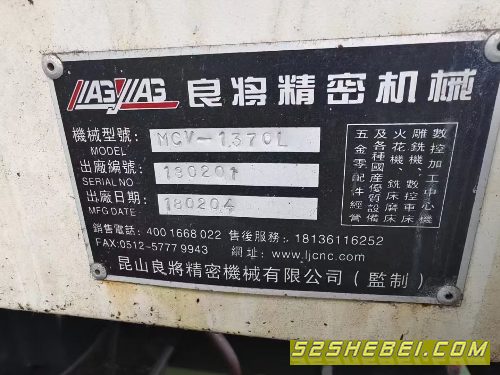 良將精密机械
機械型號:
MCV-1370L
MODEL
出廠編號:
180201
SERIAL NO
出廠日期:
180204
MFG DATE
數控加工中心機
雕銑機、數控車床
火花機、銑床磨床
及各種國産優質設備
五金零配件經營
銷售電話: 400 1668 022 售後服務: 18136116252
FAX:0512-5777 9943 網址: www.ljcnc.com
昆山良將精密機械有限公司（監制）
52SHEBEI.COM